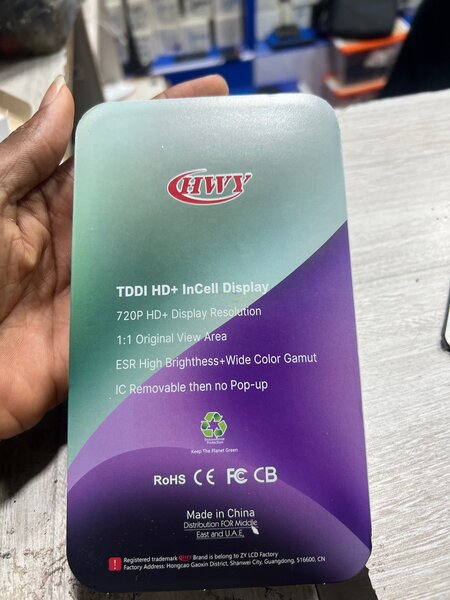 HWY
TDDI HD+ InCell Display
720P HD+ Display Resolution
1:1 Original View Area
ESR High Brightness+Wide Color Gamut
IC Removable then no Pop-up
Keep The Planet Green
RoHS CE FC CB
Made in China
Distribution FOR Middle
East and U.A.E.
Registered trademark HWY Brand is belong to ZY LCD Factory
Factory Address: Hongcao Gaoxin District, Shanwei City, Guangdong, 516600, CN